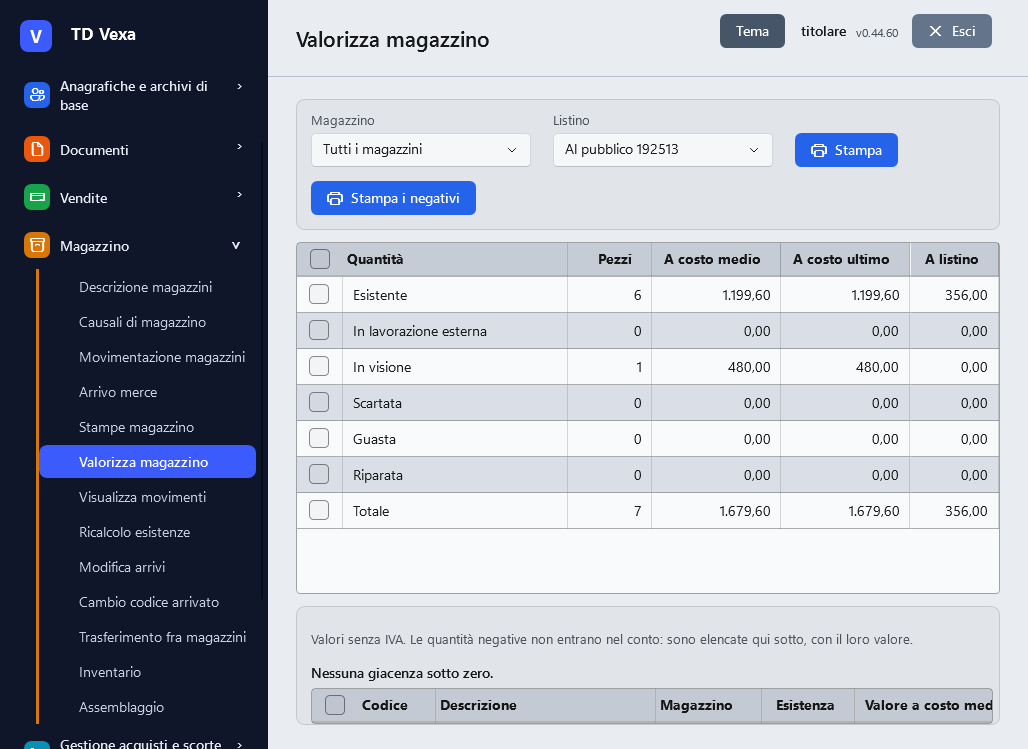 V TD Vexa
Anagrafiche e archivi di
base
Documenti
Vendite
Magazzino
Descrizione magazzini
Causali di magazzino
Movimentazione magazzini
Arrivo merce
Stampe magazzino
Valorizza magazzino
Visualizza movimenti
Ricalcolo esistenze
Modifica arrivi
Cambio codice arrivato
Trasferimento fra magazzini
Inventario
Assemblaggio
Gestione acquisti e scorte
Valorizza magazzino
Tema titolare v0.44.60 Esci
Magazzino Listino
Tutti i magazzini Al pubblico 192513 Stampa
Stampa i negativi
Quantità Pezzi A costo medio A costo ultimo A listino
Esistente 6 1.199,60 1.199,60 356,00
In lavorazione esterna 0 0,00 0,00 0,00
In visione 1 480,00 480,00 0,00
Scartata 0 0,00 0,00 0,00
Guasta 0 0,00 0,00 0,00
Riparata 0 0,00 0,00 0,00
Totale 7 1.679,60 1.679,60 356,00
Valori senza IVA. Le quantità negative non entrano nel conto: sono elencate qui sotto, con il loro valore.
Nessuna giacenza sotto zero.
Codice Descrizione Magazzino Esistenza Valore a costo med